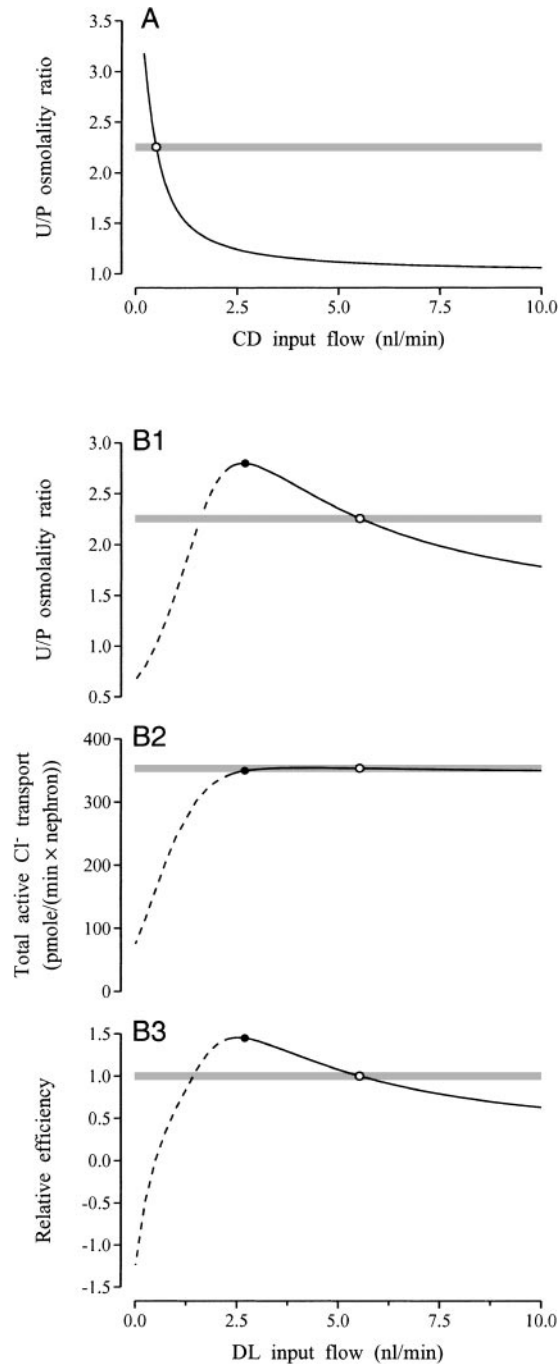 A
3.5
3.0
2.5
2.0
1.5
1.0
U/P osmolality ratio
0.0 2.5 5.0 7.5 10.0
CD input flow (nl/min)
B1
3.0
2.5
2.0
1.5
1.0
0.5
U/P osmolality ratio
B2
400
300
200
100
0
Total active Cl⁻ transport
(pmole/(min × nephron))
B3
1.5
1.0
0.5
0.0
-0.5
-1.0
-1.5
Relative efficiency
0.0 2.5 5.0 7.5 10.0
DL input flow (nl/min)